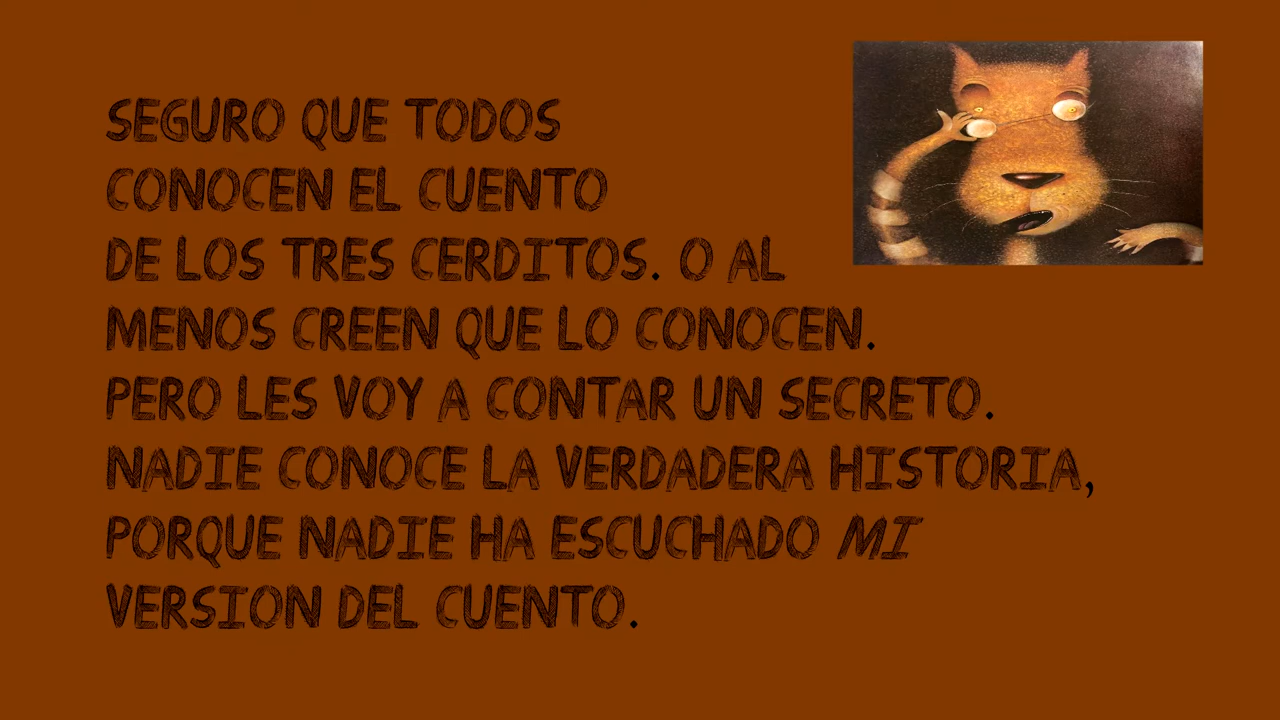 SEGURO QUE TODOS
CONOCEN EL CUENTO
DE LOS TRES CERDITOS. O AL
MENOS CREEN QUE LO CONOCEN.
PERO LES VOY A CONTAR UN SECRETO.
NADIE CONOCE LA VERDADERA HISTORIA,
PORQUE NADIE HA ESCUCHADO MI
VERSION DEL CUENTO.